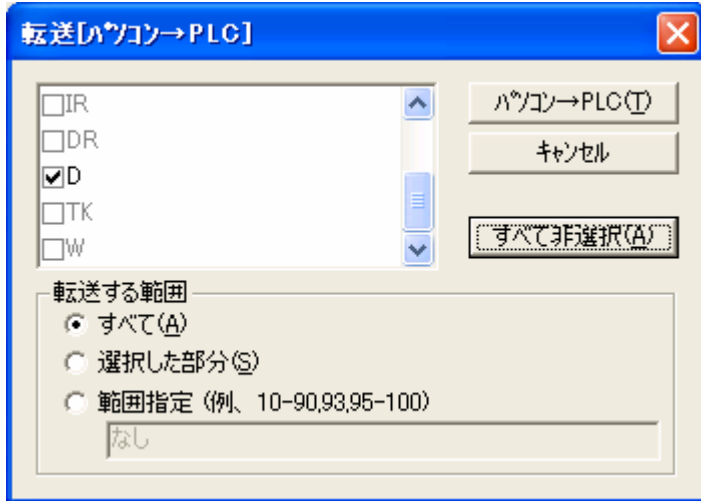 転送[ﾊﾟｿｺﾝ→PLC]
IR
DR
D
TK
W
ﾊﾟｿｺﾝ→PLC(T)
ｷｬﾝｾﾙ
すべて非選択(A)
転送する範囲
すべて(A)
選択した部分(S)
範囲指定 (例、10-90,93,95-100)
なし